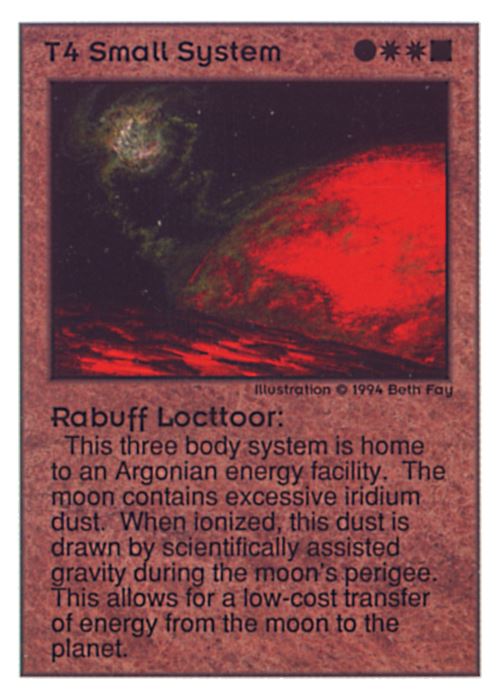 T4 Small System
Illustration © 1994 Beth Fay
Rabuff Locttoor:
This three body system is home
to an Argonian energy facility. The
moon contains excessive iridium
dust. When ionized, this dust is
drawn by scientifically assisted
gravity during the moon's perigee.
This allows for a low-cost transfer
of energy from the moon to the
planet.